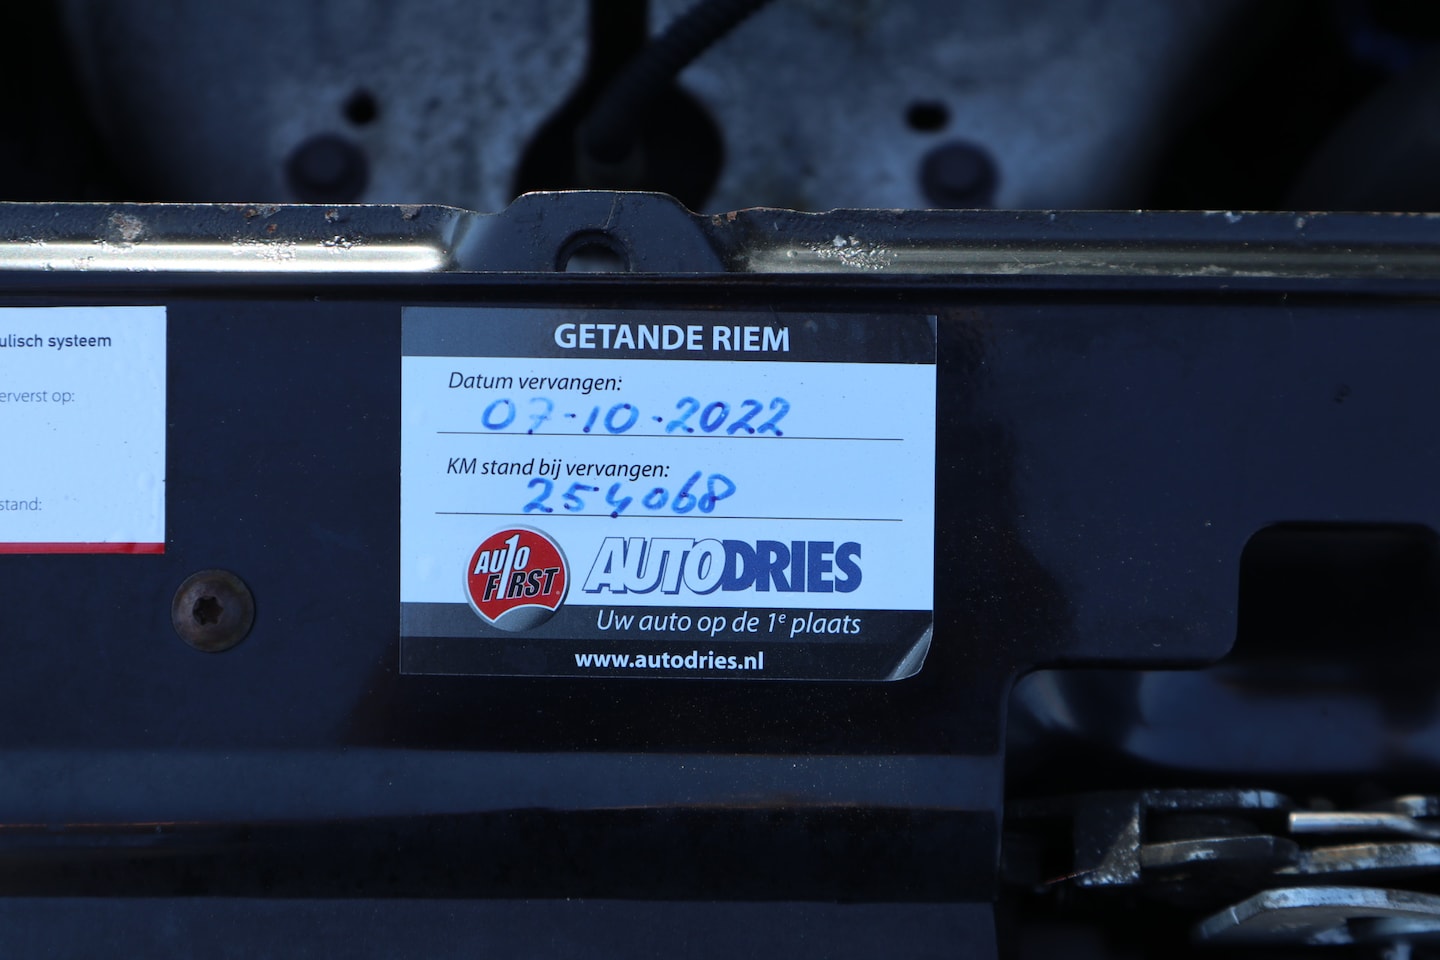 ulisch systeem
erverst op:
stand:
GETANDE RIEM
Datum vervangen:
07-10-2022
KM stand bij vervangen:
254068
AUTO FIRST
AUTODRIES
Uw auto op de 1e plaats
www.autodries.nl